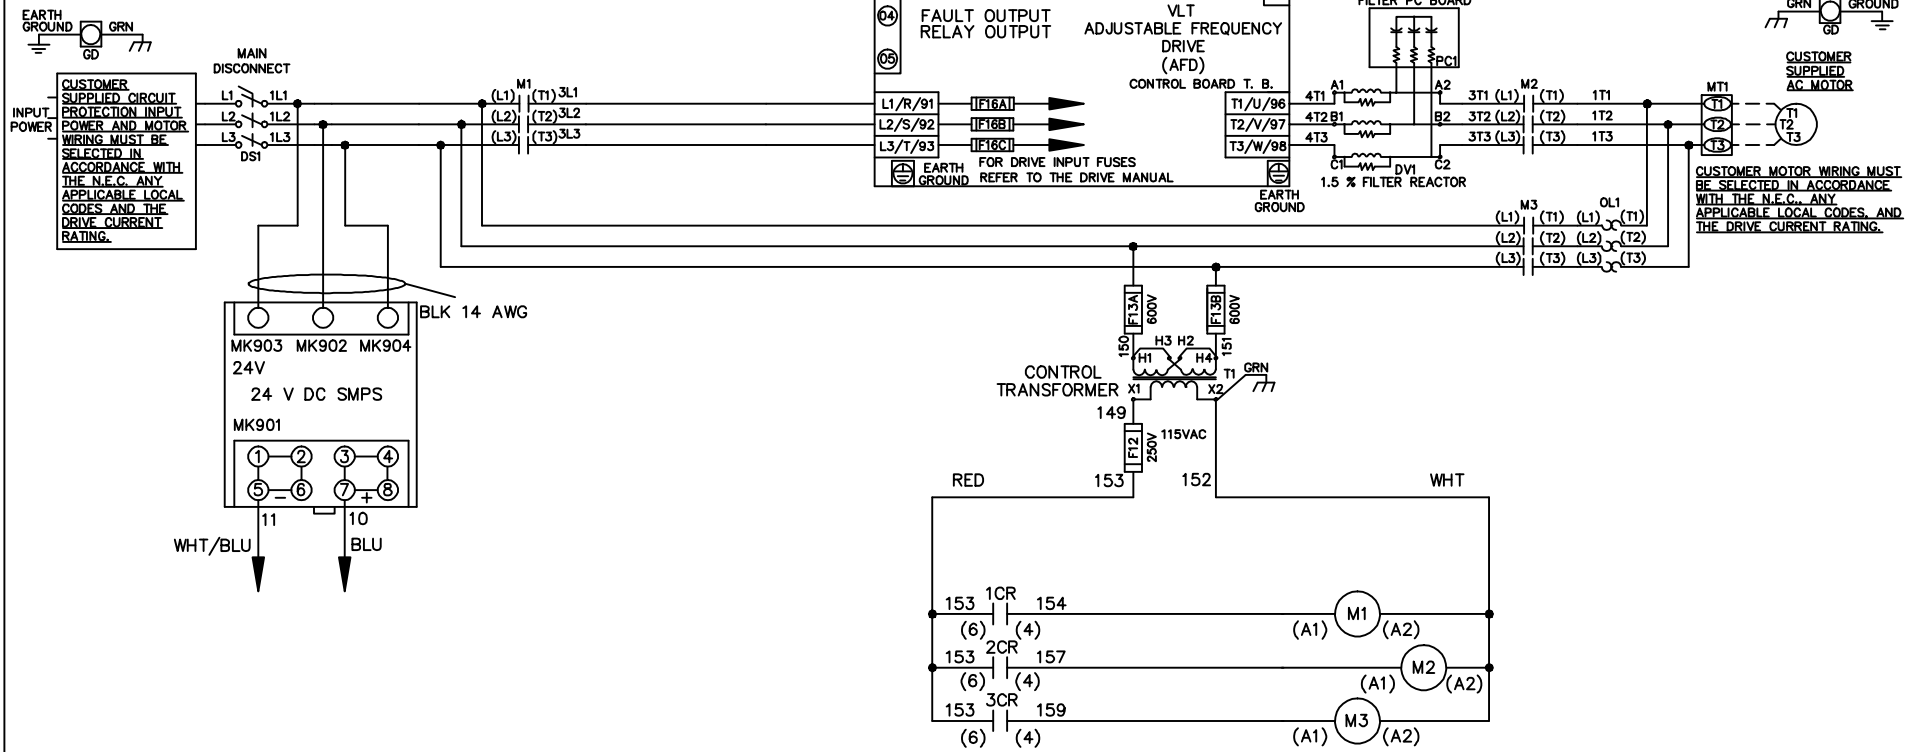 EARTH
GROUND
GRN
GD
CUSTOMER
SUPPLIED CIRCUIT
PROTECTION INPUT
POWER AND MOTOR
WIRING MUST BE
SELECTED IN
ACCORDANCE WITH
THE N.E.C. ANY
APPLICABLE LOCAL
CODES AND THE
DRIVE CURRENT
RATING.
INPUT
POWER
MAIN
DISCONNECT
L1 1L1
L2 1L2
L3 1L3
DS1
M1
(L1) (T1) 3L1
(L2) (T2) 3L2
(L3) (T3) 3L3
04
05
FAULT OUTPUT
RELAY OUTPUT
VLT
ADJUSTABLE FREQUENCY
DRIVE
(AFD)
CONTROL BOARD T. B.
L1/R/91 F16A
L2/S/92 F16B
L3/T/93 F16C
T1/U/96
T2/V/97
T3/W/98
EARTH
GROUND
FOR DRIVE INPUT FUSES
REFER TO THE DRIVE MANUAL
EARTH
GROUND
FILTER PC BOARD
PC1
4T1 A1 A2
4T2 B1 B2
4T3 C1 C2
DV1
1.5 % FILTER REACTOR
M2
3T1 (L1) (T1) 1T1
3T2 (L2) (T2) 1T2
3T3 (L3) (T3) 1T3
MT1
T1
T2
T3
T1
T2
T3
GRN
GROUND
GD
CUSTOMER
SUPPLIED
AC MOTOR
CUSTOMER MOTOR WIRING MUST
BE SELECTED IN ACCORDANCE
WITH THE N.E.C., ANY
APPLICABLE LOCAL CODES, AND
THE DRIVE CURRENT RATING.
M3 OL1
(L1) (T1) (L1) (T1)
(L2) (T2) (L2) (T2)
(L3) (T3) (L3) (T3)
BLK 14 AWG
MK903 MK902 MK904
24V
24 V DC SMPS
MK901
1 2 3 4
5 - 6 7 + 8
11 10
WHT/BLU BLU
F13A 600V
F13B 600V
150 151
H3 H2
H1 H4
CONTROL
TRANSFORMER
X1 X2
T1
GRN
149
F12 250V
115VAC
153 152
RED WHT
1CR
153 154
(6) (4)
M1
(A1) (A2)
2CR
153 157
(6) (4)
M2
(A1) (A2)
3CR
153 159
(6) (4)
M3
(A1) (A2)